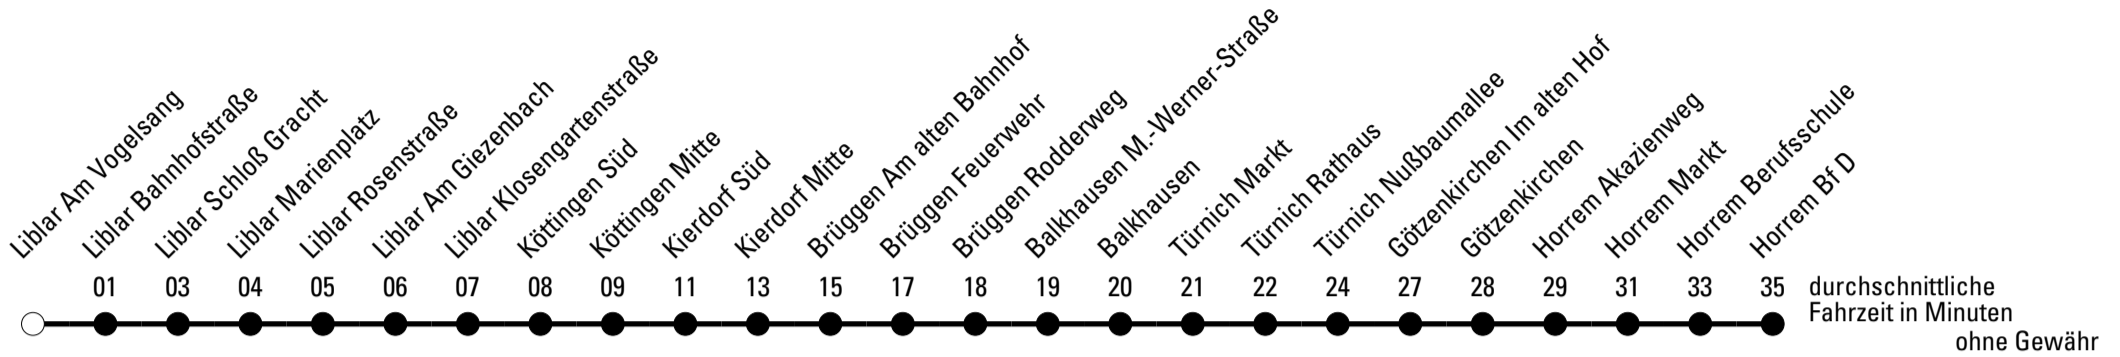 Liblar Am Vogelsang
Liblar Bahnhofstraße
Liblar Schloß Gracht
Liblar Marienplatz
Liblar Rosenstraße
Liblar Am Giezenbach
Liblar Klosengartenstraße
Köttingen Süd
Köttingen Mitte
Kierdorf Süd
Kierdorf Mitte
Brüggen Am alten Bahnhof
Brüggen Feuerwehr
Brüggen Rodderweg
Balkhausen M.-Werner-Straße
Balkhausen
Türnich Markt
Türnich Rathaus
Türnich Nußbaumallee
Götzenkirchen Im alten Hof
Götzenkirchen
Horrem Akazienweg
Horrem Markt
Horrem Berufsschule
Horrem Bf D
01 03 04 05 06 07 08 09 11 13 15 17 18 19 20 21 22 24 27 28 29 31 33 35
durchschnittliche
Fahrzeit in Minuten
ohne Gewähr